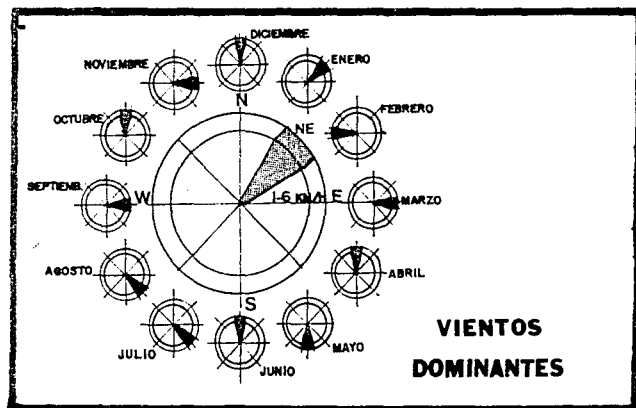 DICIEMBRE
NOVIEMBRE
ENERO
N
FEBRERO
OCTUBRE
NE
SEPTIEMB.
W
1-6 KM/H
E
MARZO
AGOSTO
ABRIL
S
JULIO
JUNIO
MAYO
VIENTOS
DOMINANTES